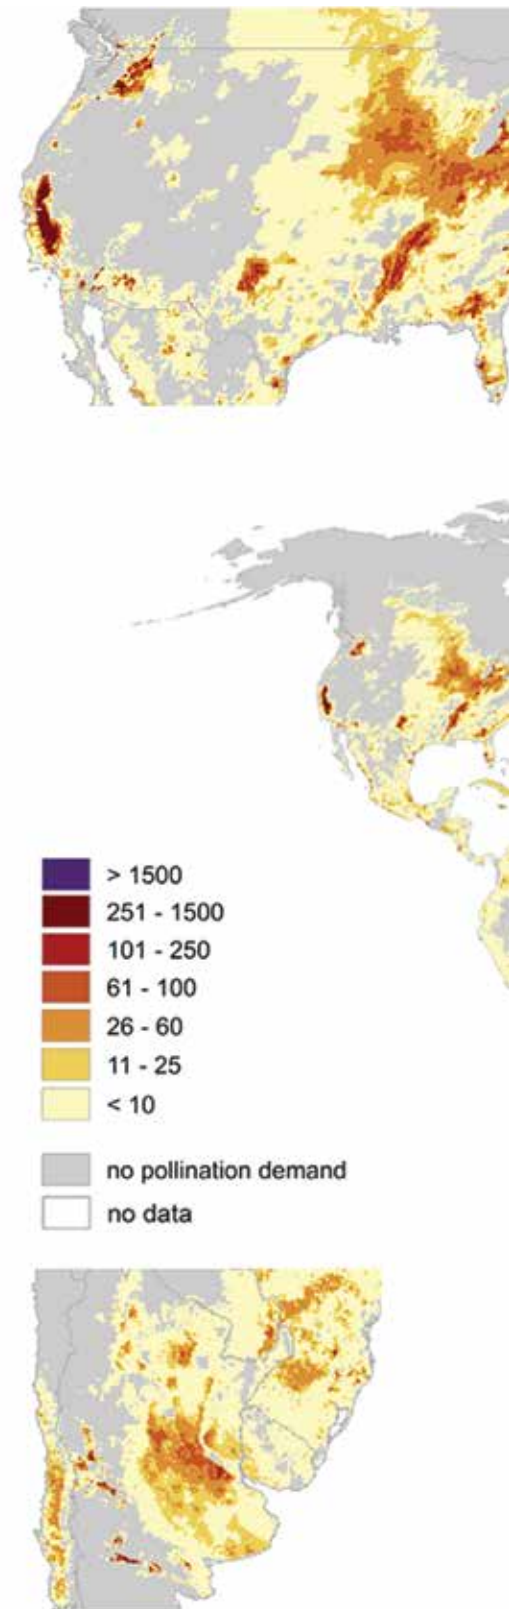 > 1500
251 - 1500
101 - 250
61 - 100
26 - 60
11 - 25
< 10
no pollination demand
no data